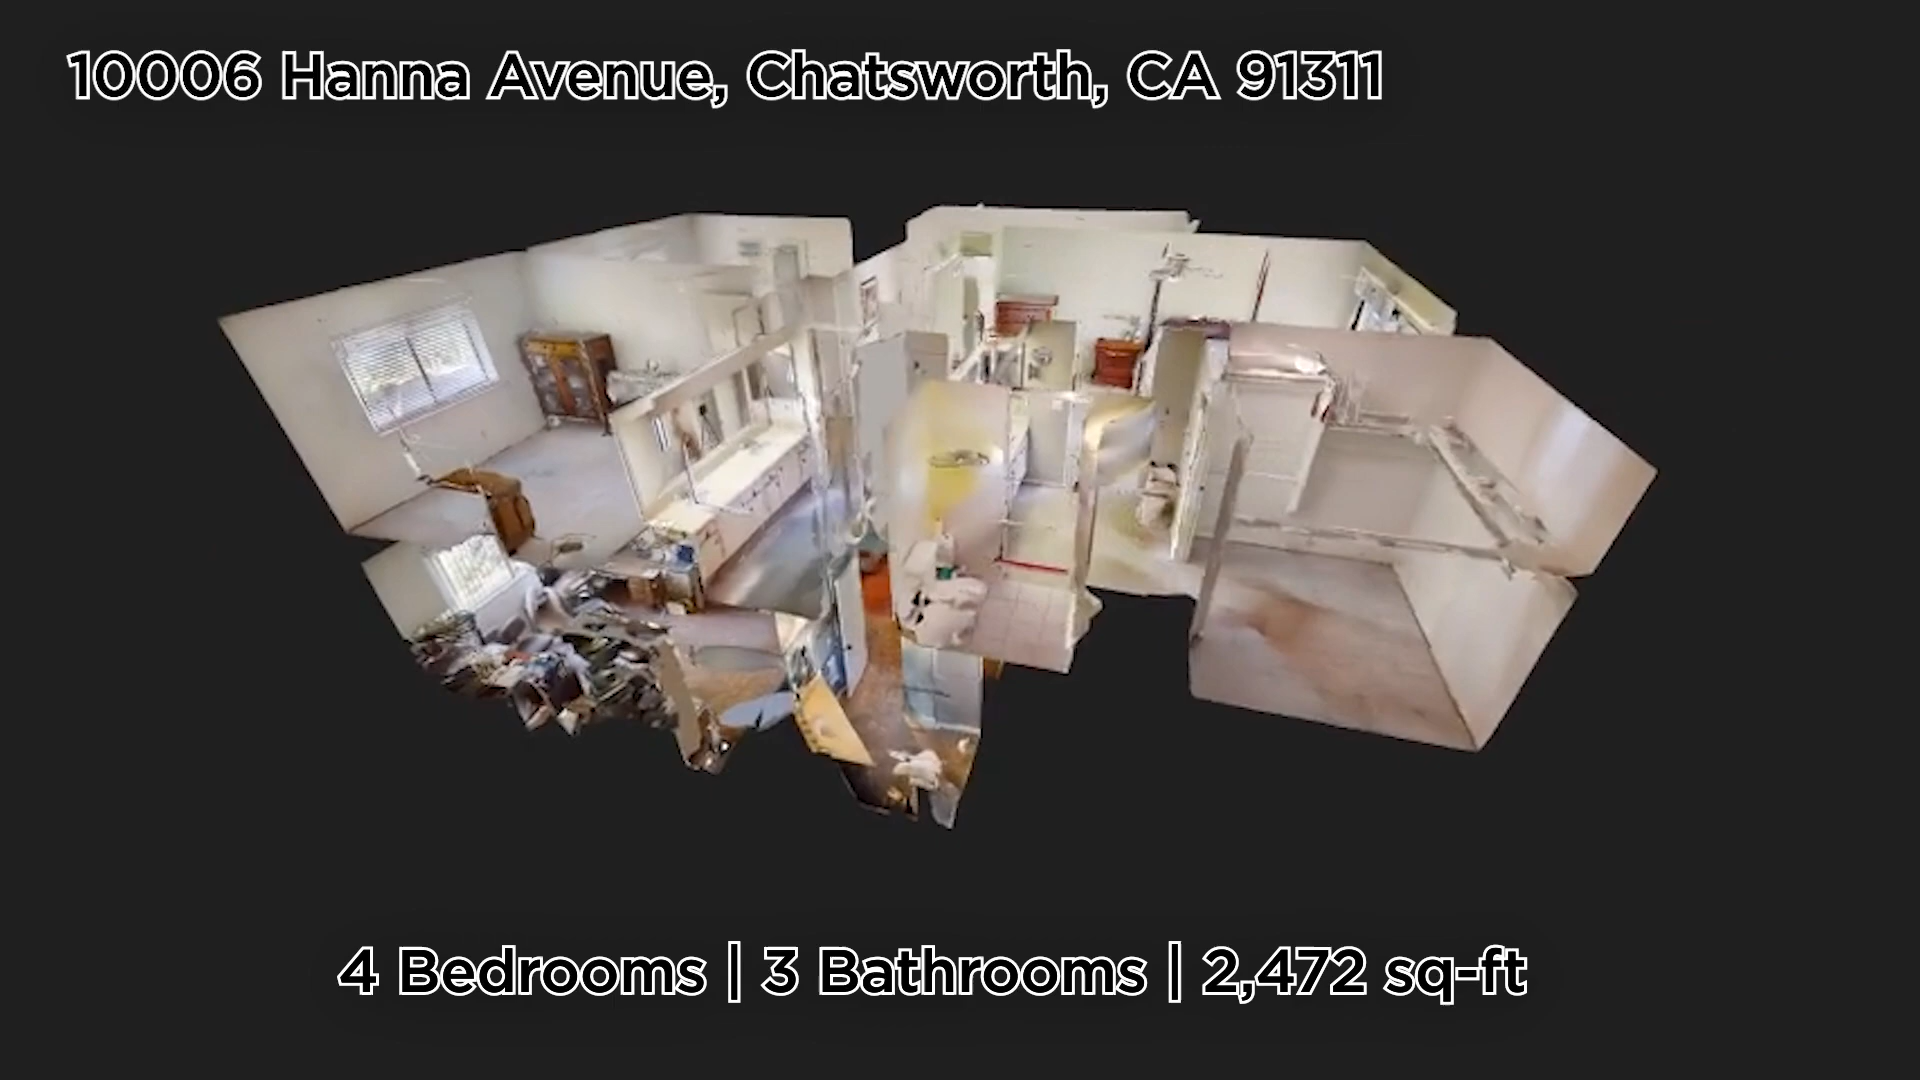 10006 Hanna Avenue, Chatsworth, CA 91311
4 Bedrooms | 3 Bathrooms | 2,472 sq-ft